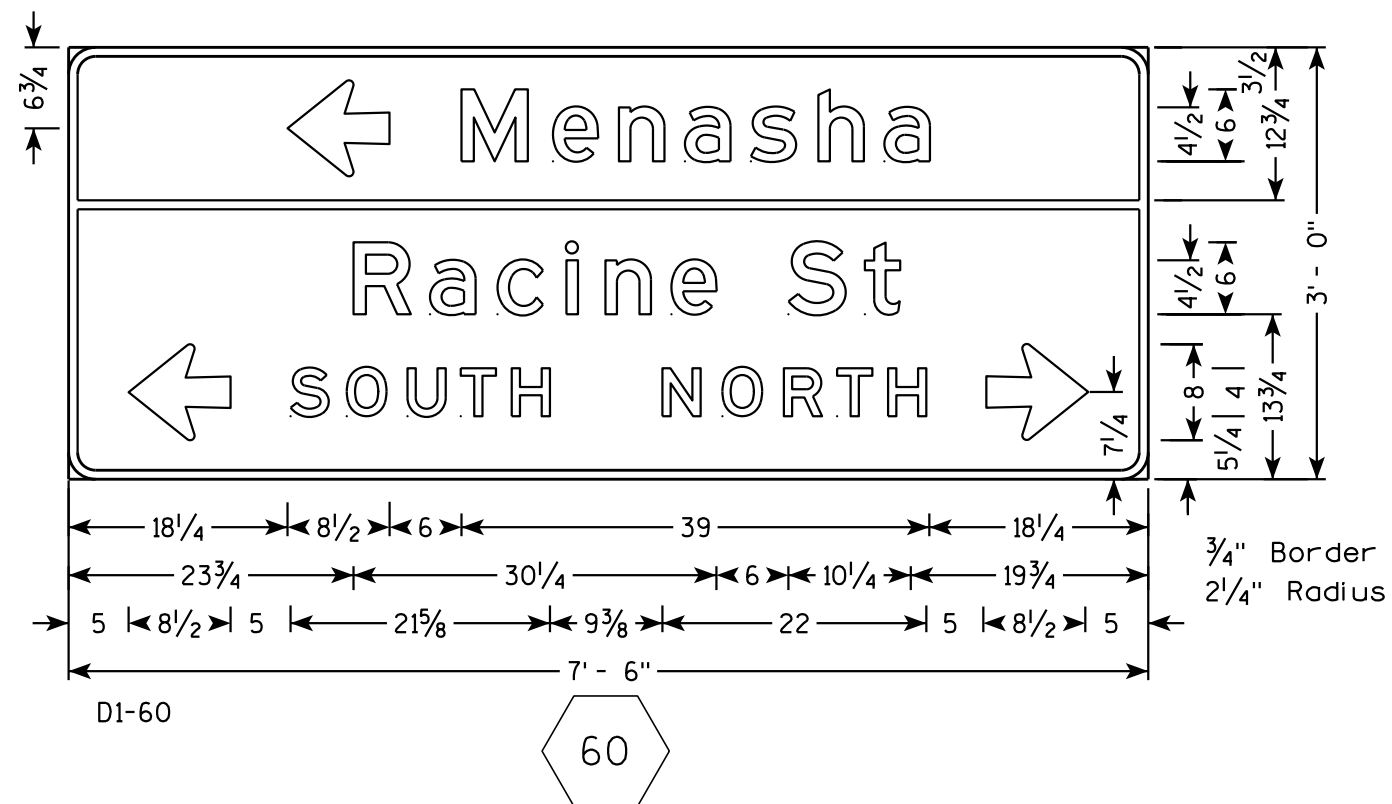 6¾
Menasha
3½
4½ 6 12¾
Racine St
4½ 6
3' - 0"
SOUTH NORTH
7¼
8 5¼ 4 13¾
18¼ 8½ 6 39 18¼
23¾ 30¼ 6 10¼ 19¾
5 8½ 5 21⅝ 9⅜ 22 5 8½ 5
7' - 6"
¾" Border
2¼" Radius
D1-60
60